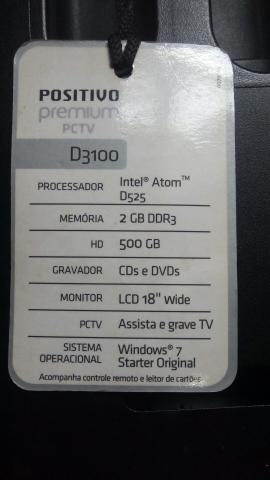 POSITIVO
premium
PCTV
D3100
PROCESSADOR Intel® Atom™
D525
MEMÓRIA 2 GB DDR3
HD 500 GB
GRAVADOR CDs e DVDs
MONITOR LCD 18" Wide
PCTV Assista e grave TV
SISTEMA OPERACIONAL Windows® 7
Starter Original
Acompanha controle remoto e leitor de cartões